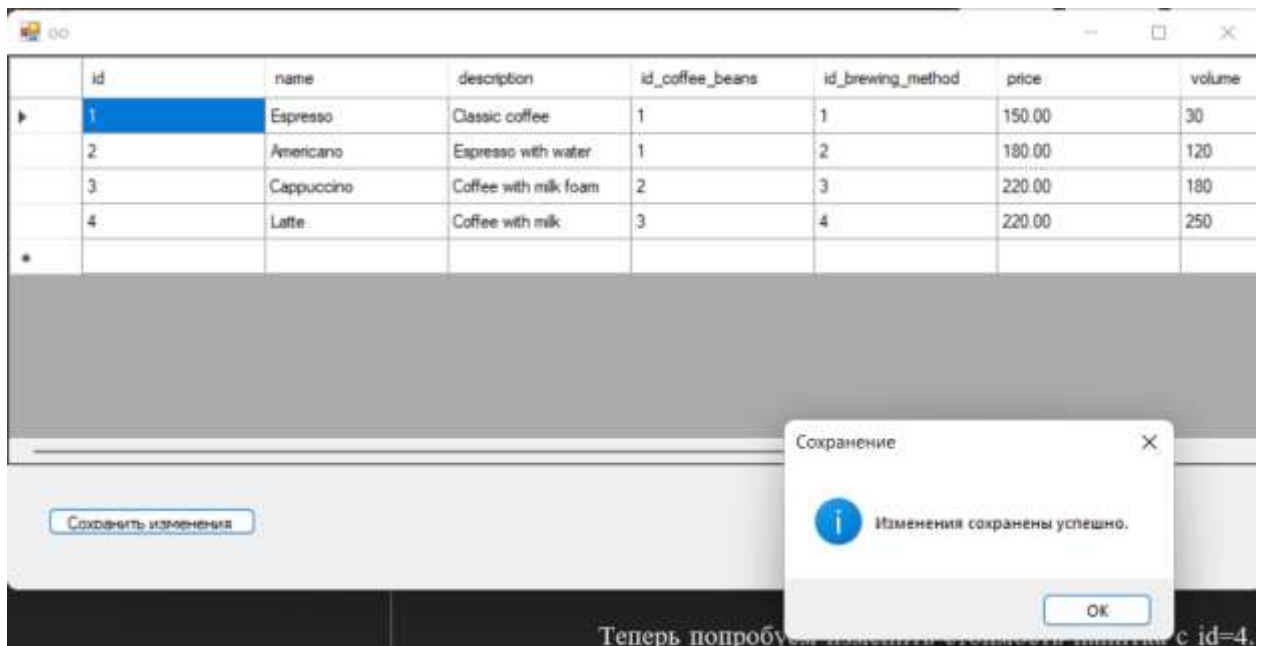 oo
id name description id_coffee_beans id_brewing_method price volume
1 Espresso Classic coffee 1 1 150.00 30
2 Americano Espresso with water 1 2 180.00 120
3 Cappuccino Coffee with milk foam 2 3 220.00 180
4 Latte Coffee with milk 3 4 220.00 250
Сохранение
Сохранить изменения
Изменения сохранены успешно.
OK
Теперь попробуем с id=4.